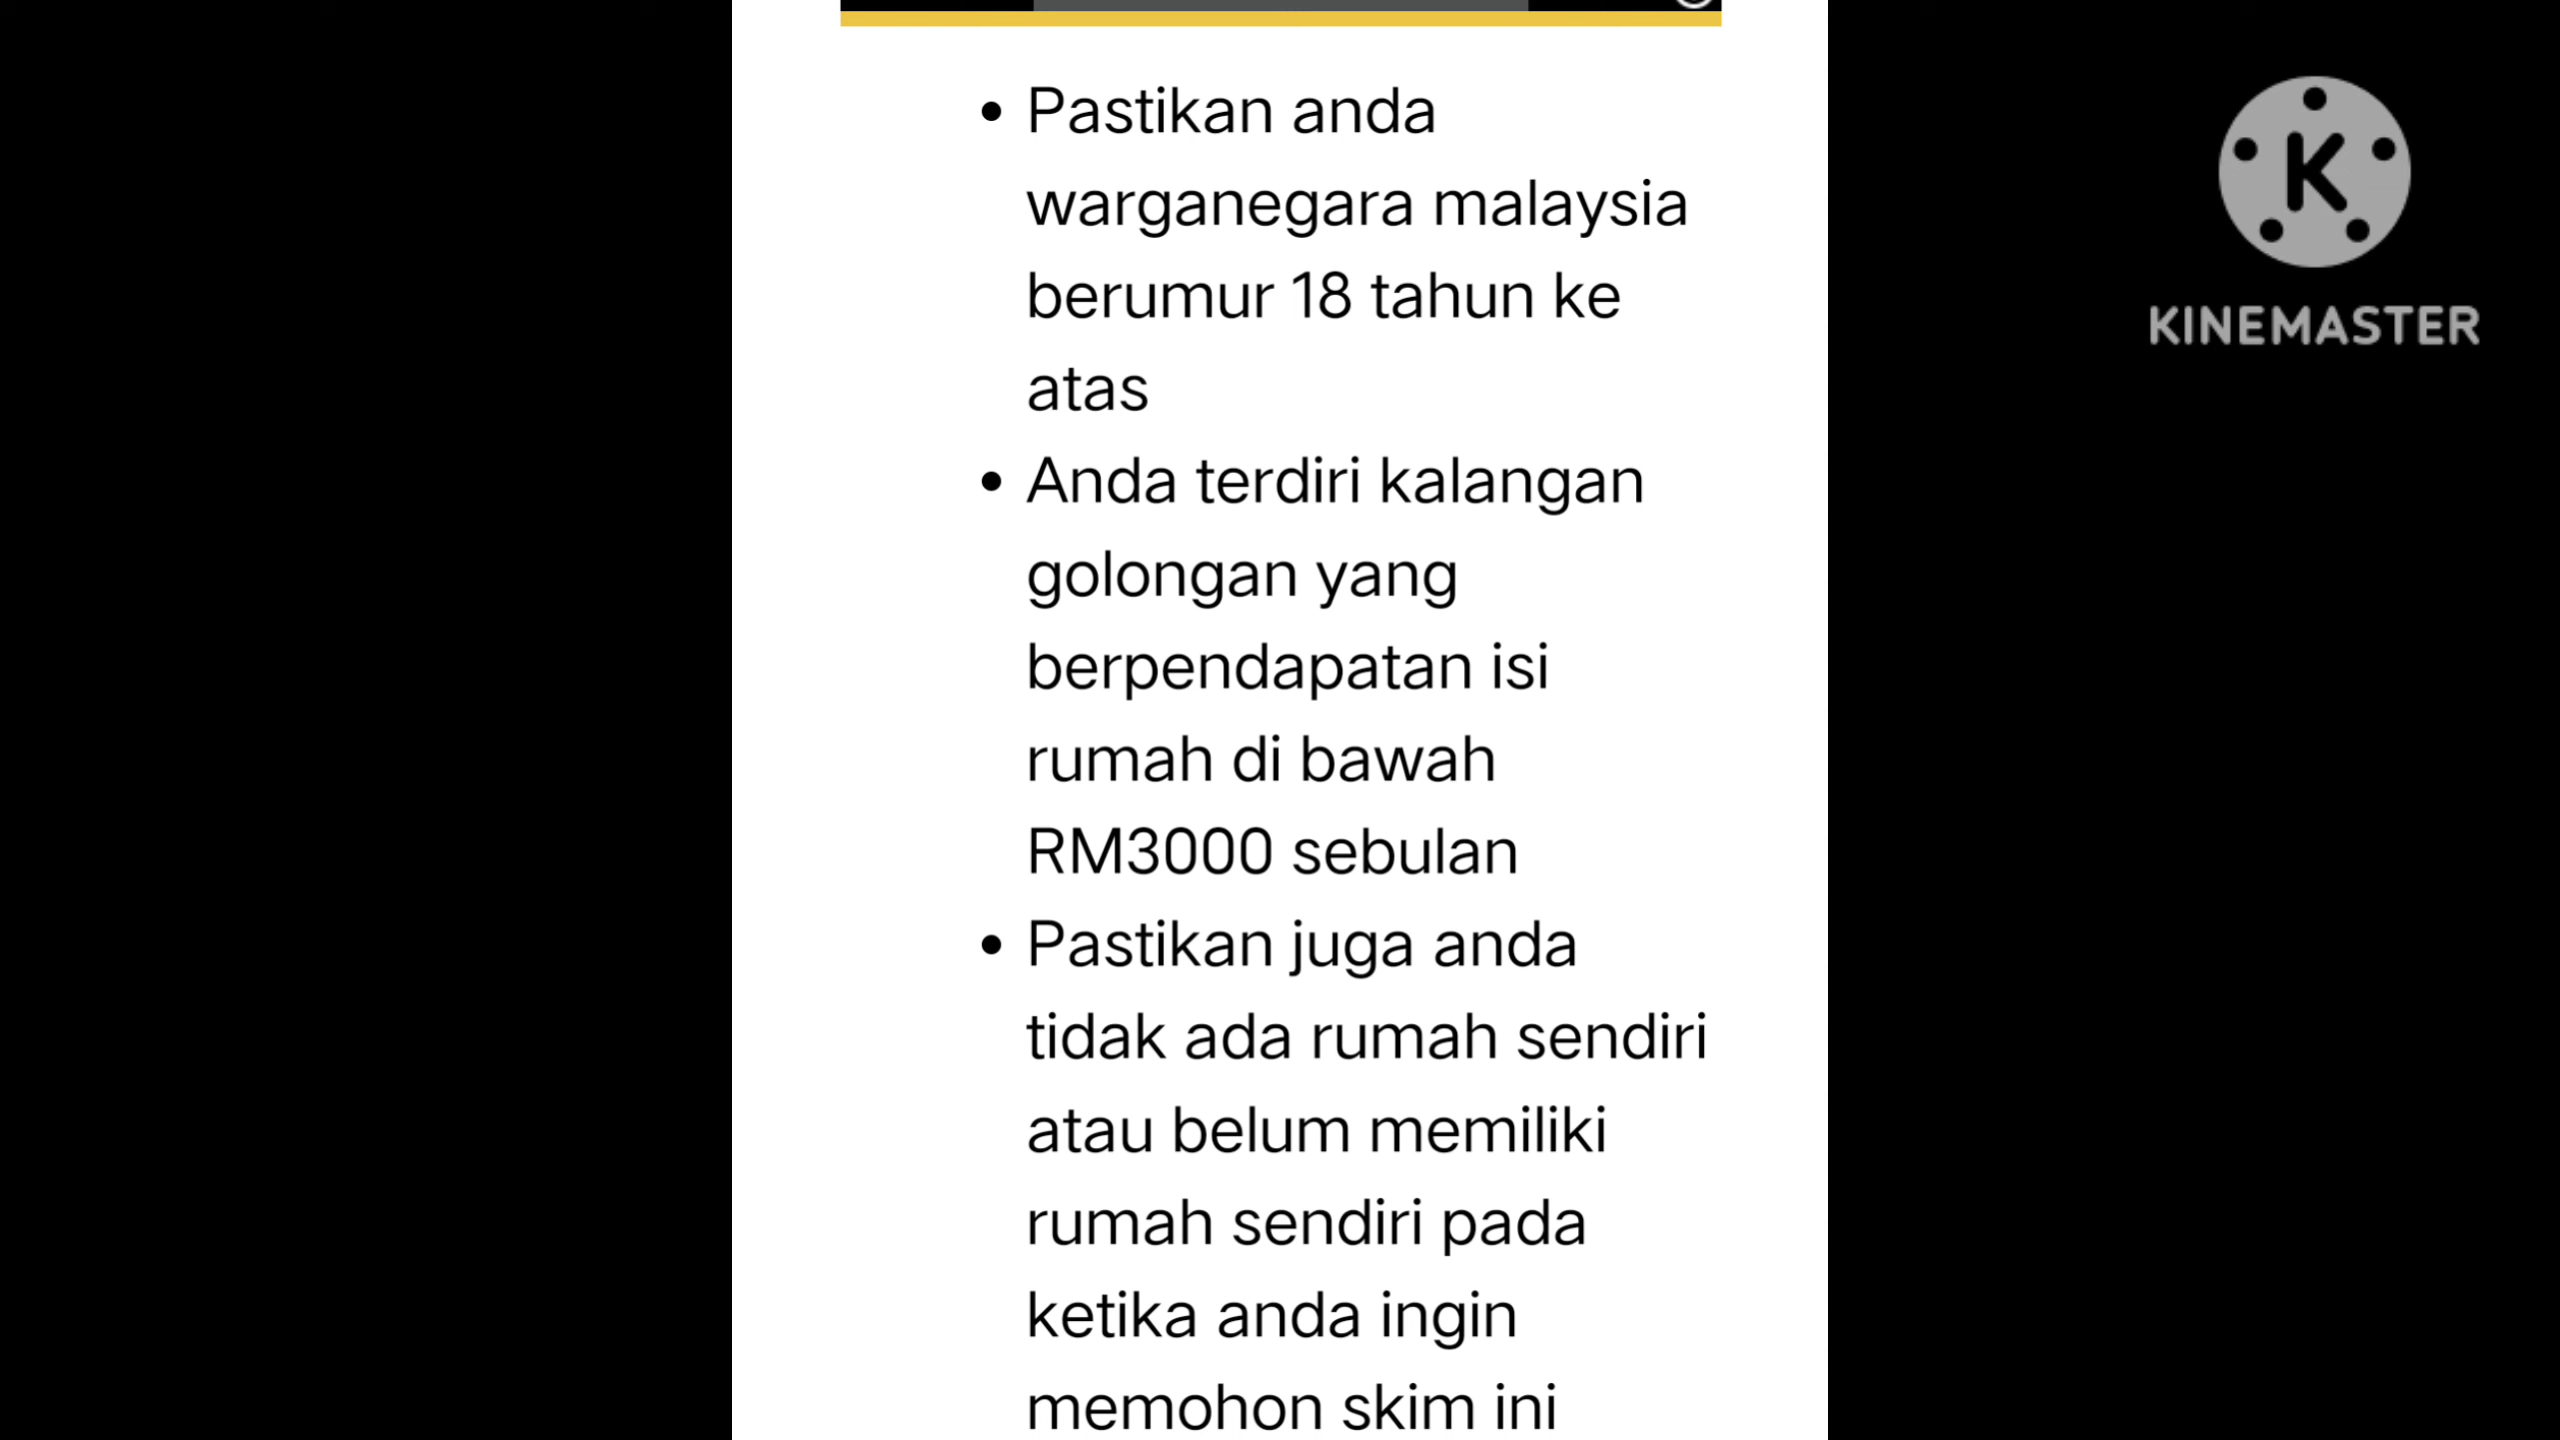 • Pastikan anda
warganegara malaysia
berumur 18 tahun ke
atas
• Anda terdiri kalangan
golongan yang
berpendapatan isi
rumah di bawah
RM3000 sebulan
• Pastikan juga anda
tidak ada rumah sendiri
atau belum memiliki
rumah sendiri pada
ketika anda ingin
memohon skim ini
K
KINEMASTER